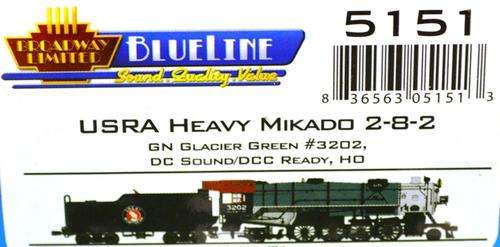 BROADWAY
LIMITED
BLUELINE
Sound · Quality · Value
5151
8 36563 05151 3
USRA HEAVY MIKADO 2-8-2
GN GLACIER GREEN #3202,
DC SOUND/DCC READY, HO
3202